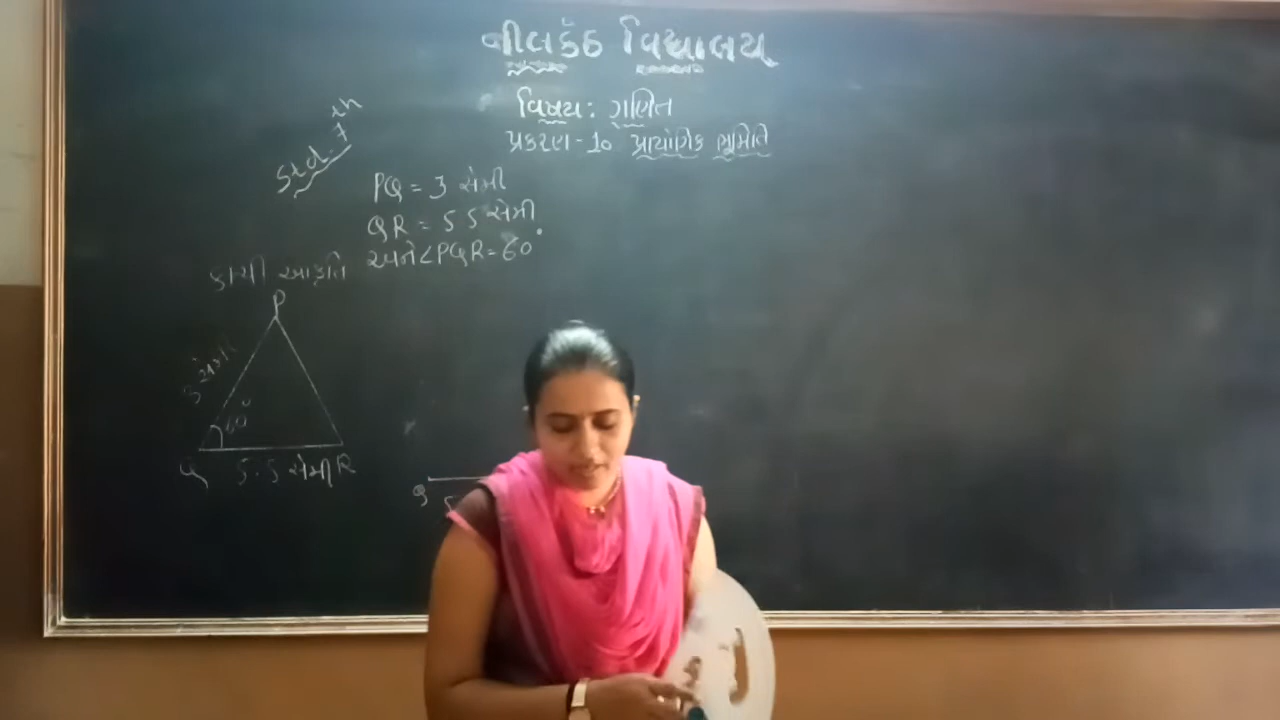 નીલકંઠ વિદ્યાલય
વિષય: ગણિત
પ્રકરણ-10 પ્રાયોગિક ભૂમિતિ
Std. 7th
PQ = 3 સેમી
QR = 5 5 સેમી
અને ∠PQR = 60°
કાચી આકૃતિ
P
3 સેમી
60°
Q 5.5 સેમી R
Q
5